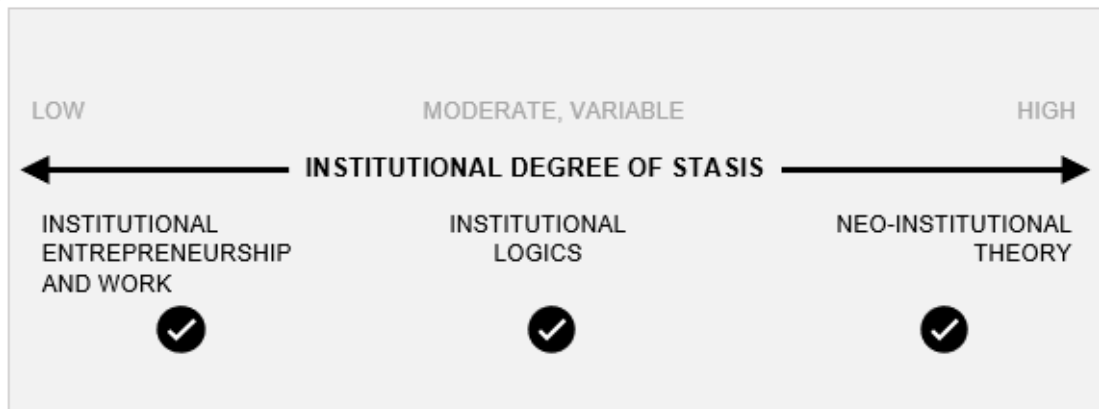 LOW
MODERATE, VARIABLE
HIGH
INSTITUTIONAL DEGREE OF STASIS
INSTITUTIONAL
ENTREPRENEURSHIP
AND WORK
INSTITUTIONAL
LOGICS
NEO-INSTITUTIONAL
THEORY